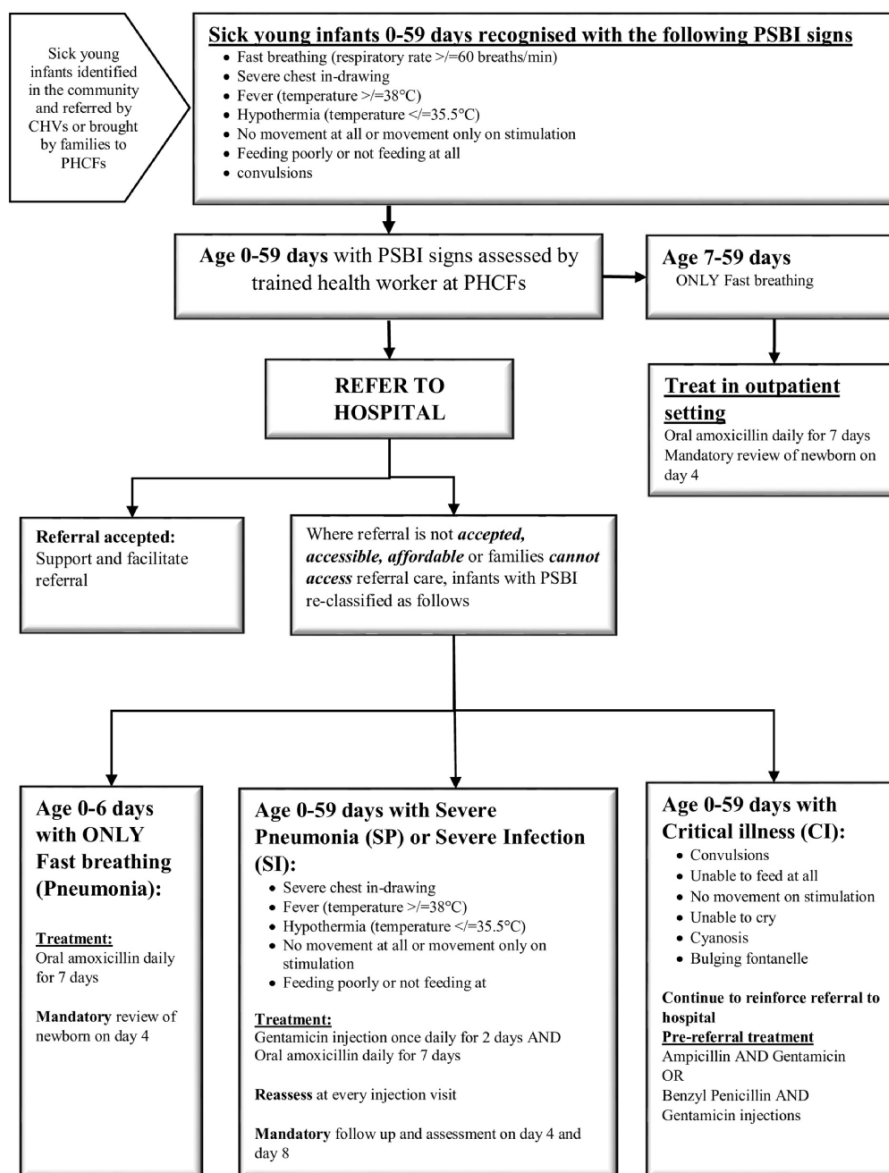 Sick young
infants identified
in the community
and referred by
CHVs or brought
by families to
PHCFs
Sick young infants 0-59 days recognised with the following PSBI signs
• Fast breathing (respiratory rate >/=60 breaths/min)
• Severe chest in-drawing
• Fever (temperature >/=38°C)
• Hypothermia (temperature </=35.5°C)
• No movement at all or movement only on stimulation
• Feeding poorly or not feeding at all
• convulsions
Age 0-59 days with PSBI signs assessed by
trained health worker at PHCFs
Age 7-59 days
ONLY Fast breathing
REFER TO
HOSPITAL
Treat in outpatient
setting
Oral amoxicillin daily for 7 days
Mandatory review of newborn on
day 4
Referral accepted:
Support and facilitate
referral
Where referral is not accepted,
accessible, affordable or families cannot
access referral care, infants with PSBI
re-classified as follows
Age 0-6 days
with ONLY
Fast breathing
(Pneumonia):
Treatment:
Oral amoxicillin daily
for 7 days
Mandatory review of
newborn on day 4
Age 0-59 days with Severe
Pneumonia (SP) or Severe Infection
(SI):
• Severe chest in-drawing
• Fever (temperature >/=38°C)
• Hypothermia (temperature </=35.5°C)
• No movement at all or movement only on
stimulation
• Feeding poorly or not feeding at
Treatment:
Gentamicin injection once daily for 2 days AND
Oral amoxicillin daily for 7 days
Reassess at every injection visit
Mandatory follow up and assessment on day 4 and
day 8
Age 0-59 days with
Critical illness (CI):
• Convulsions
• Unable to feed at all
• No movement on stimulation
• Unable to cry
• Cyanosis
• Bulging fontanelle
Continue to reinforce referral to
hospital
Pre-referral treatment
Ampicillin AND Gentamicin
OR
Benzyl Penicillin AND
Gentamicin injections